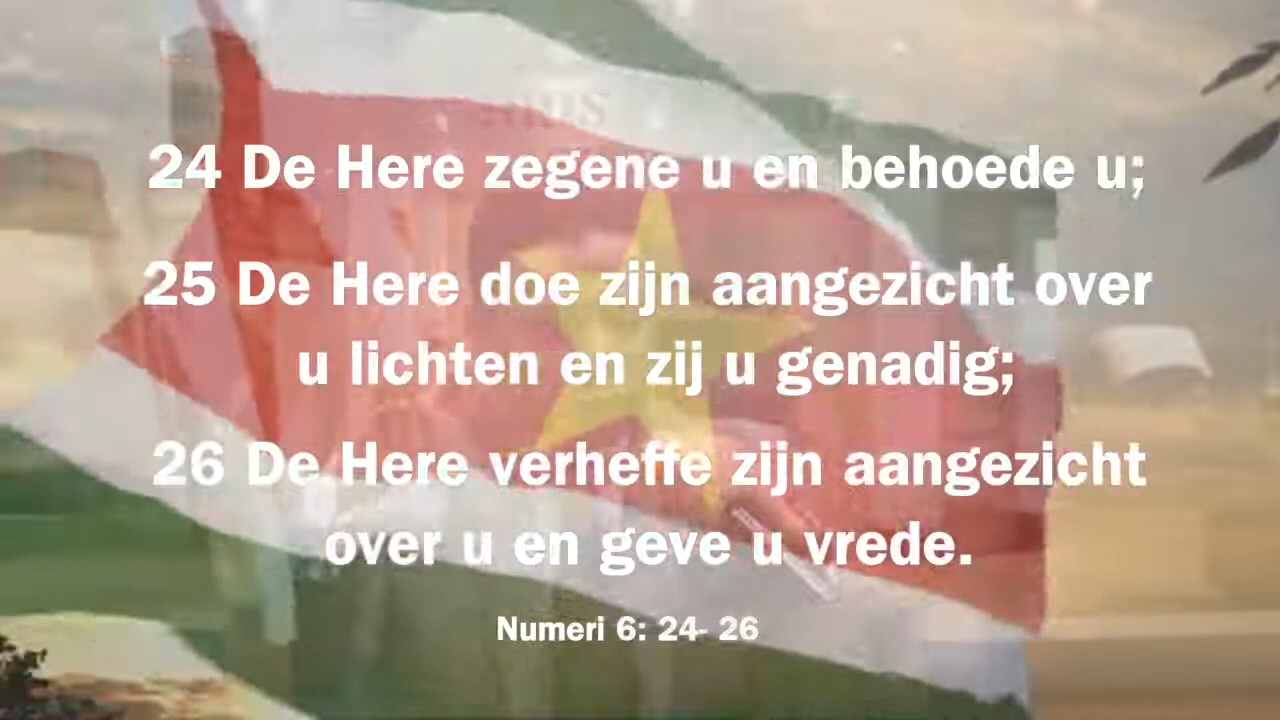 24 De Here zegene u en behoede u;
25 De Here doe zijn aangezicht over
u lichten en zij u genadig;
26 De Here verheffe zijn aangezicht
over u en geve u vrede.
Numeri 6: 24- 26